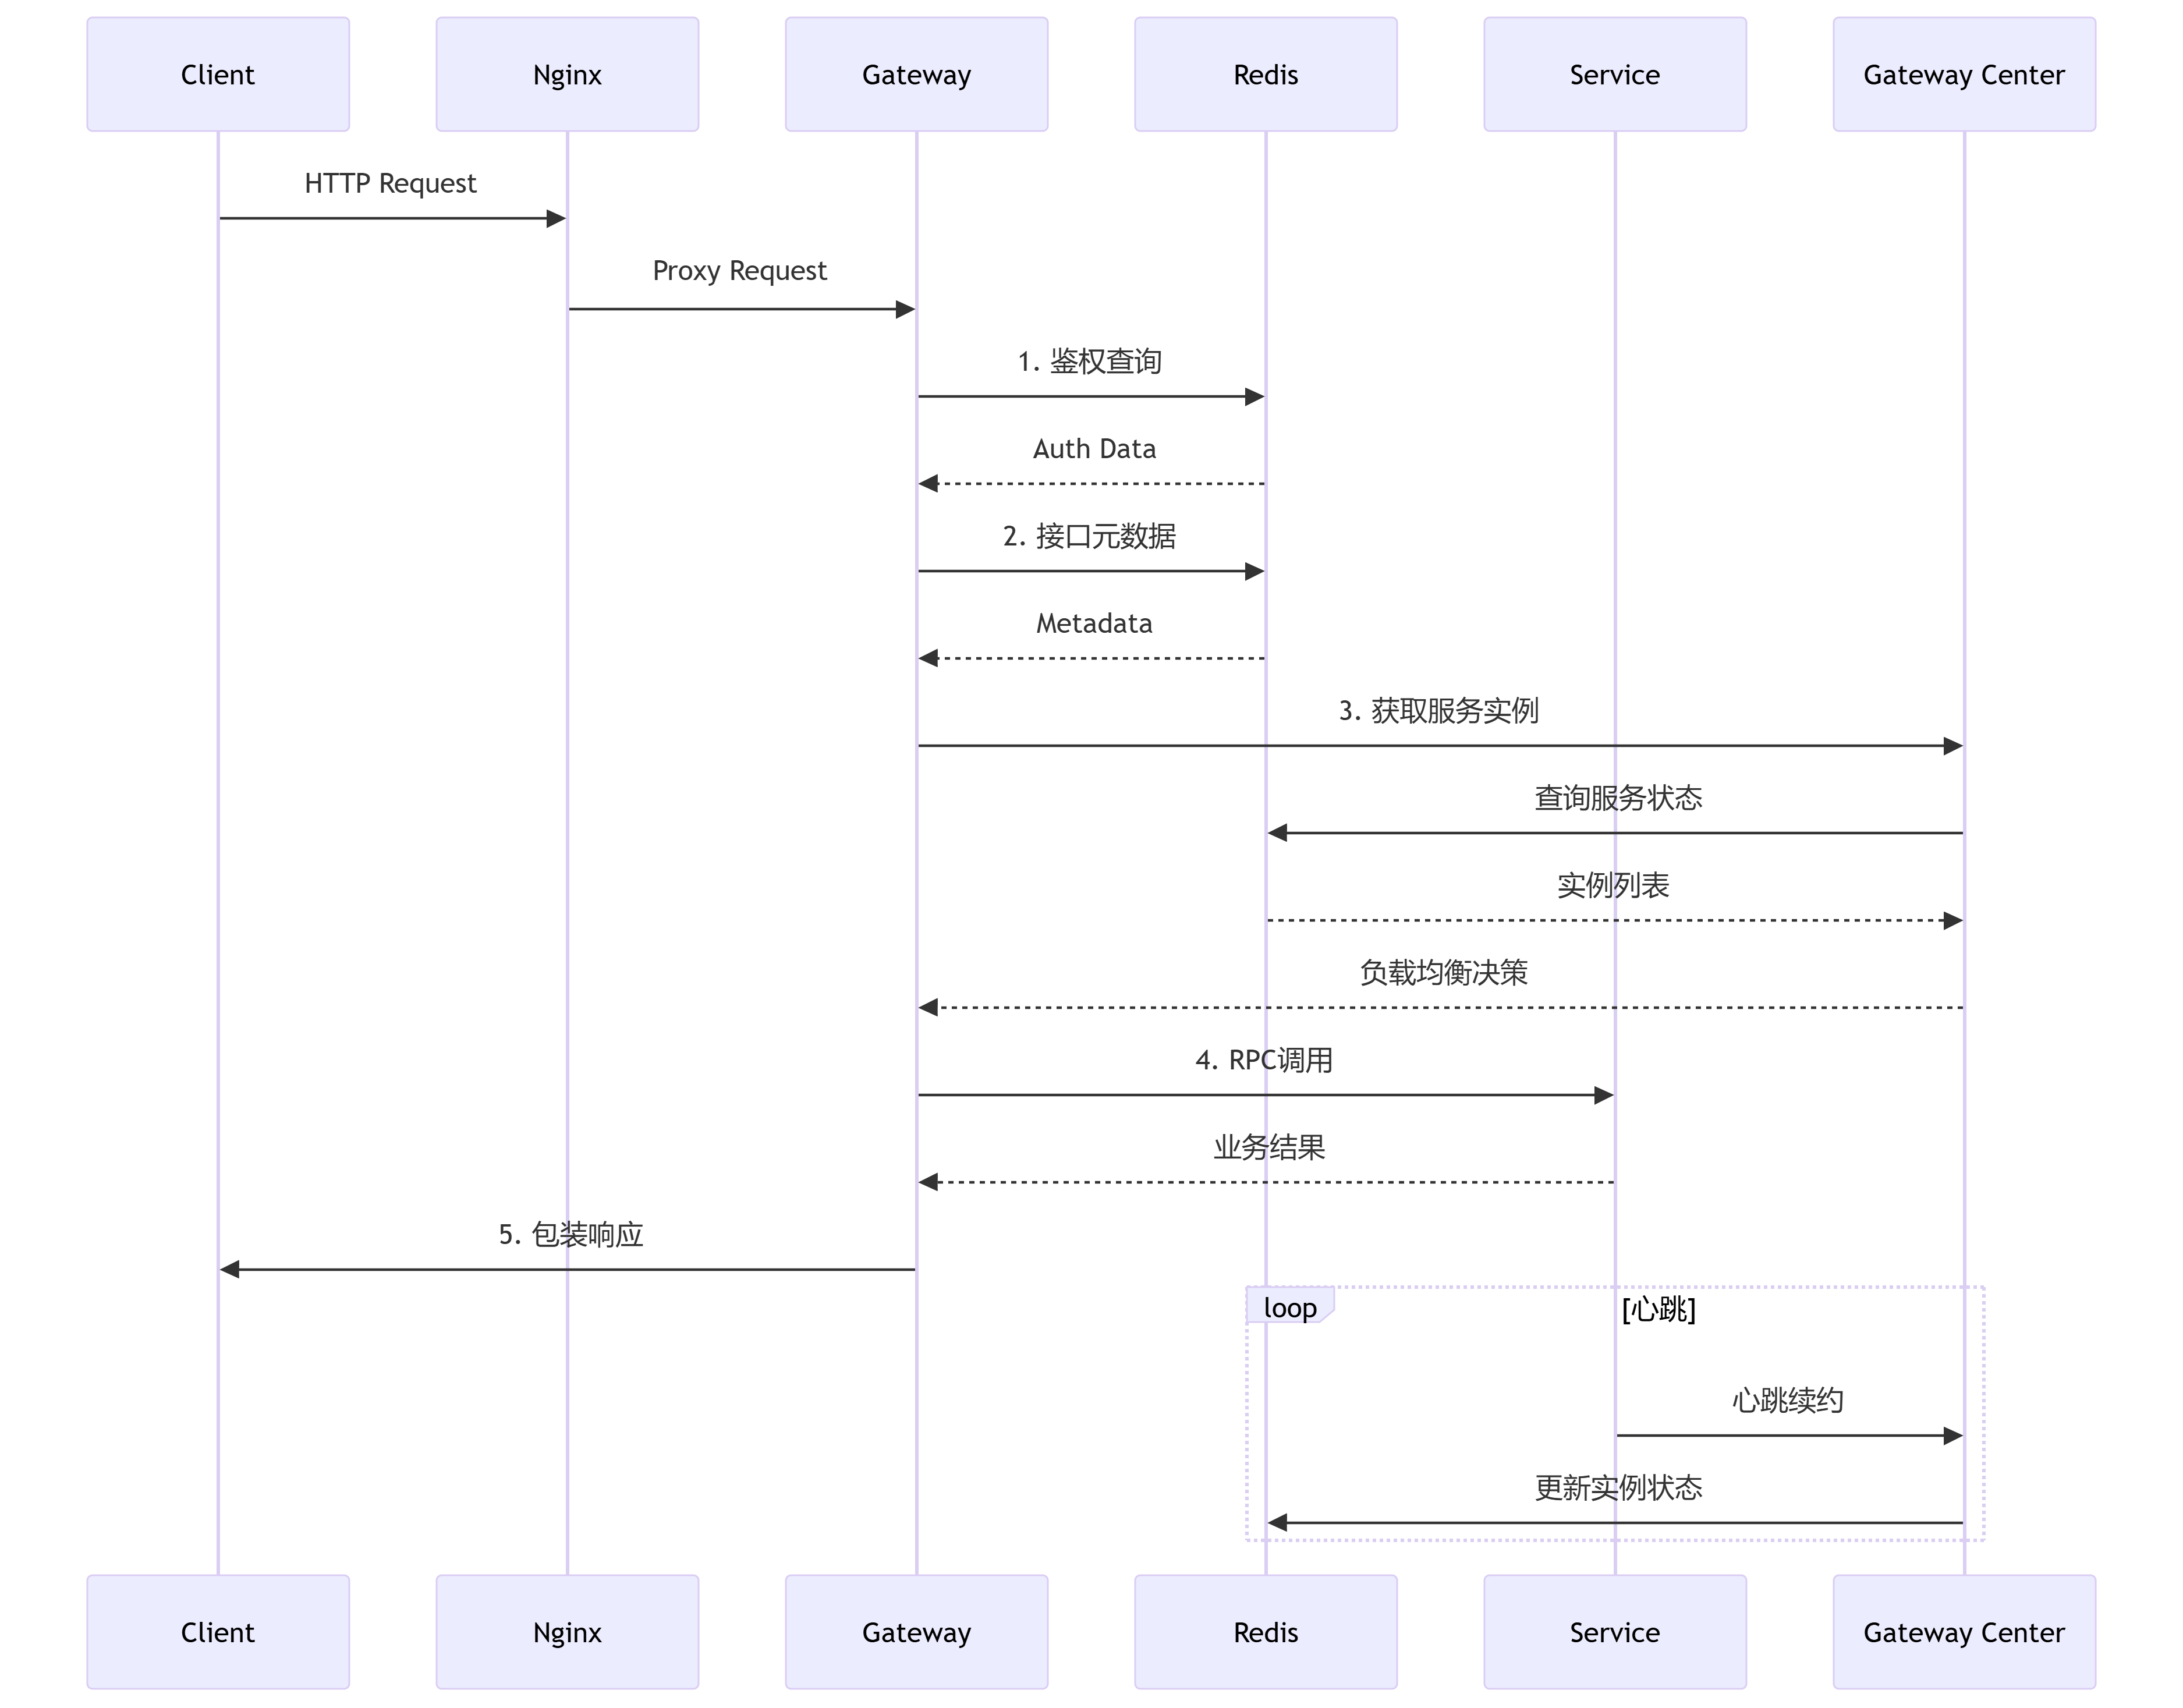 Client
Nginx
Gateway
Redis
Service
Gateway Center
HTTP Request
Proxy Request
1. 鉴权查询
Auth Data
2. 接口元数据
Metadata
3. 获取服务实例
查询服务状态
实例列表
负载均衡决策
4. RPC调用
业务结果
5. 包装响应
loop
[心跳]
心跳续约
更新实例状态
Client
Nginx
Gateway
Redis
Service
Gateway Center